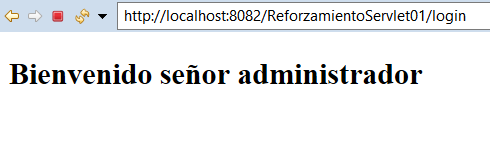 http://localhost:8082/ReforzamientoServlet01/login
Bienvenido señor administrador